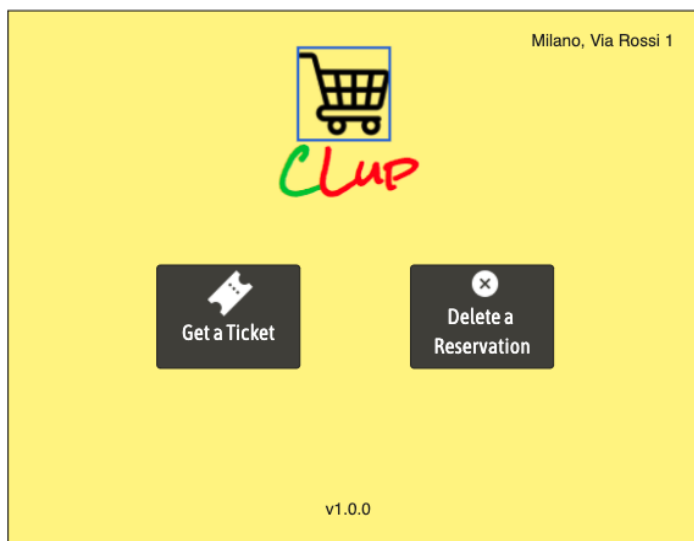 Milano, Via Rossi 1
CLup
Get a Ticket
Delete a
Reservation
v1.0.0